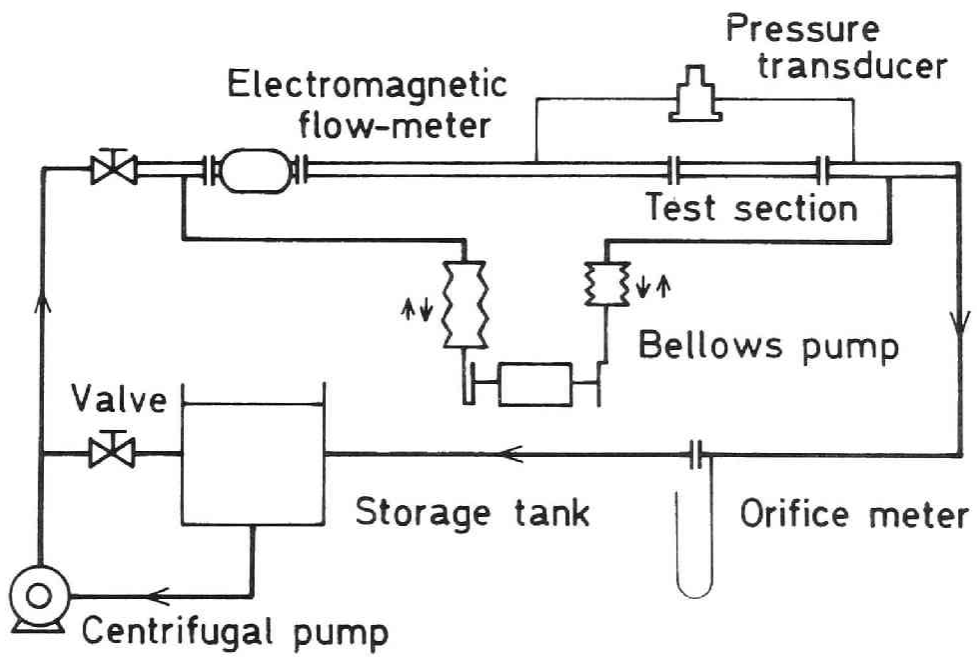 Pressure
transducer
Electromagnetic
flow-meter
Test section
Bellows pump
Valve
Storage tank
Orifice meter
Centrifugal pump